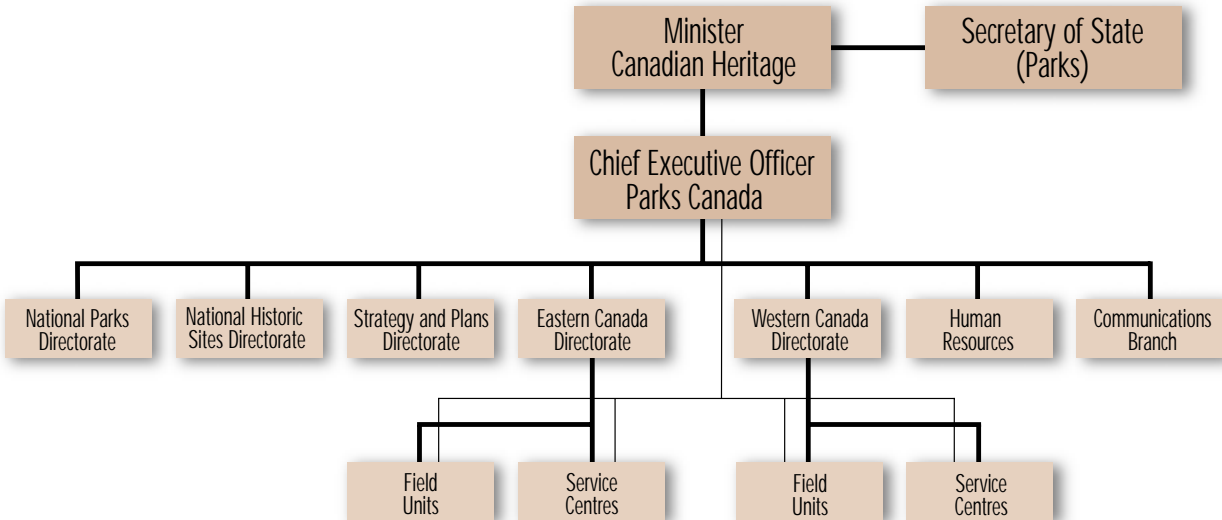 Minister
Canadian Heritage
Secretary of State
(Parks)
Chief Executive Officer
Parks Canada
National Parks
Directorate
National Historic
Sites Directorate
Strategy and Plans
Directorate
Eastern Canada
Directorate
Western Canada
Directorate
Human
Resources
Communications
Branch
Field
Units
Service
Centres
Field
Units
Service
Centres